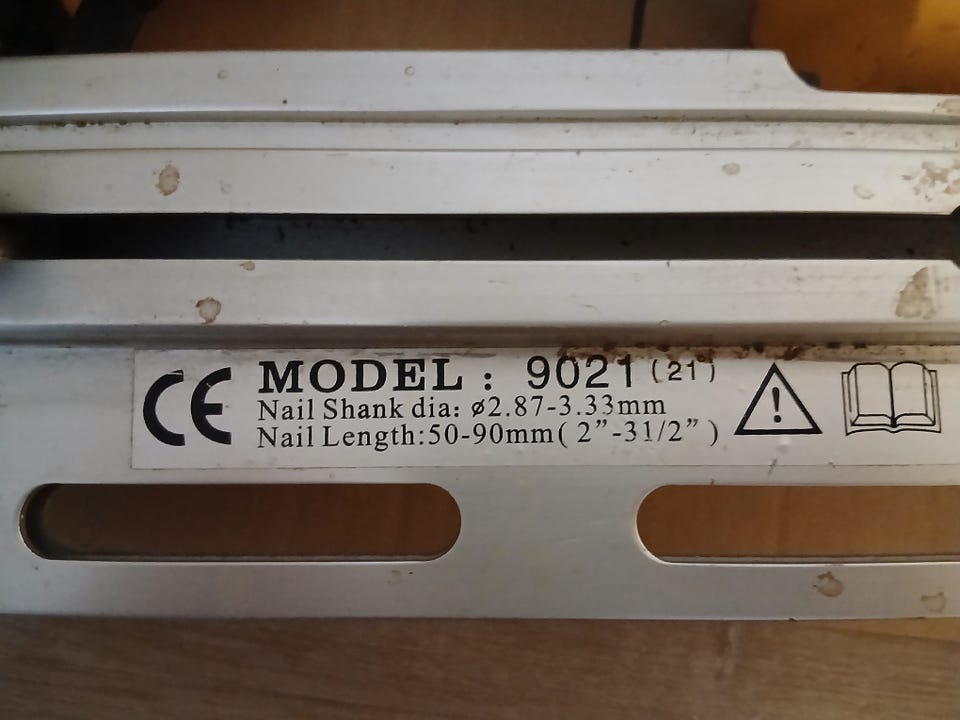 CE
MODEL : 9021 (21°)
Nail Shank dia: ø2.87-3.33mm
Nail Length:50-90mm( 2”-31/2” )